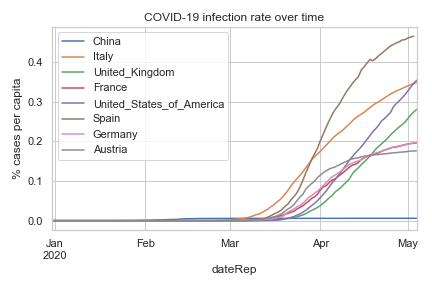 COVID-19 infection rate over time
% cases per capita
0.4
0.3
0.2
0.1
0.0
China
Italy
United_Kingdom
France
United_States_of_America
Spain
Germany
Austria
Jan
2020
Feb
Mar
Apr
May
dateRep